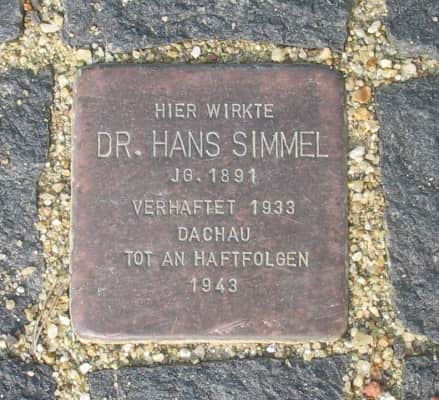 HIER WIRKTE
DR. HANS SIMMEL
JG. 1891
VERHAFTET 1933
DACHAU
TOT AN HAFTFOLGEN
1943